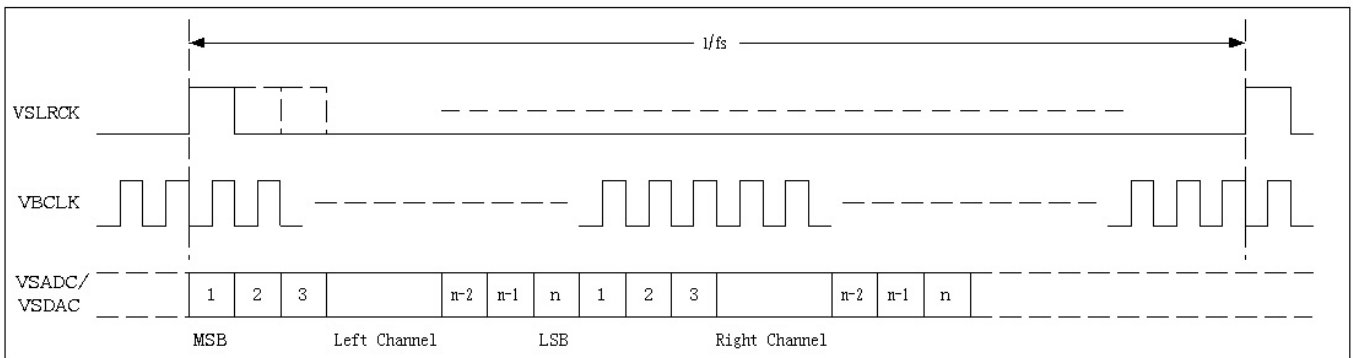 1/fs
VSLRCK
VBCLK
VSADC/
VSDAC
1 2 3 n-2 n-1 n 1 2 3 n-2 n-1 n
MSB Left Channel LSB Right Channel